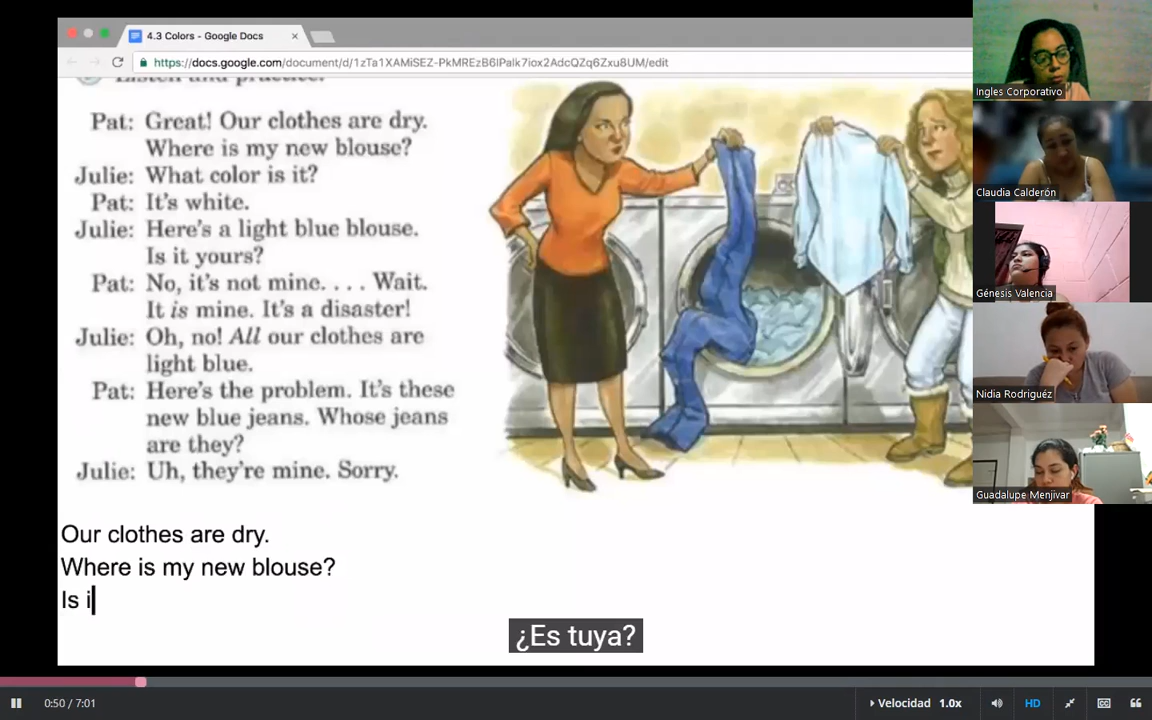 4.3 Colors - Google Docs
https://docs.google.com/document/d/1zTa1XAMiSEZ-PkMREzB6lPalk7iox2AdcQZq6Zxu8UM/edit
Listen and practice.
Pat: Great! Our clothes are dry.
Where is my new blouse?
Julie: What color is it?
Pat: It's white.
Julie: Here's a light blue blouse.
Is it yours?
Pat: No, it's not mine. . . . Wait.
It is mine. It's a disaster!
Julie: Oh, no! All our clothes are
light blue.
Pat: Here's the problem. It's these
new blue jeans. Whose jeans
are they?
Julie: Uh, they're mine. Sorry.
Our clothes are dry.
Where is my new blouse?
Is i
¿Es tuya?
Ingles Corporativo
Claudia Calderón
Génesis Valencia
Nidia Rodriguéz
Guadalupe Menjivar
0:50 / 7:01
Velocidad 1.0x
HD